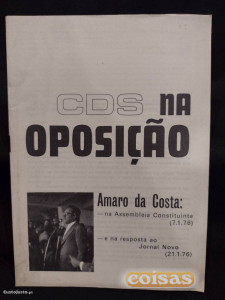 CDS NA
OPOSIÇÃO
Amaro da Costa:
—na Assembleia Constituinte
(7.1.76)
—e na resposta ao
Jornal Novo
(21.1.76)
coisas